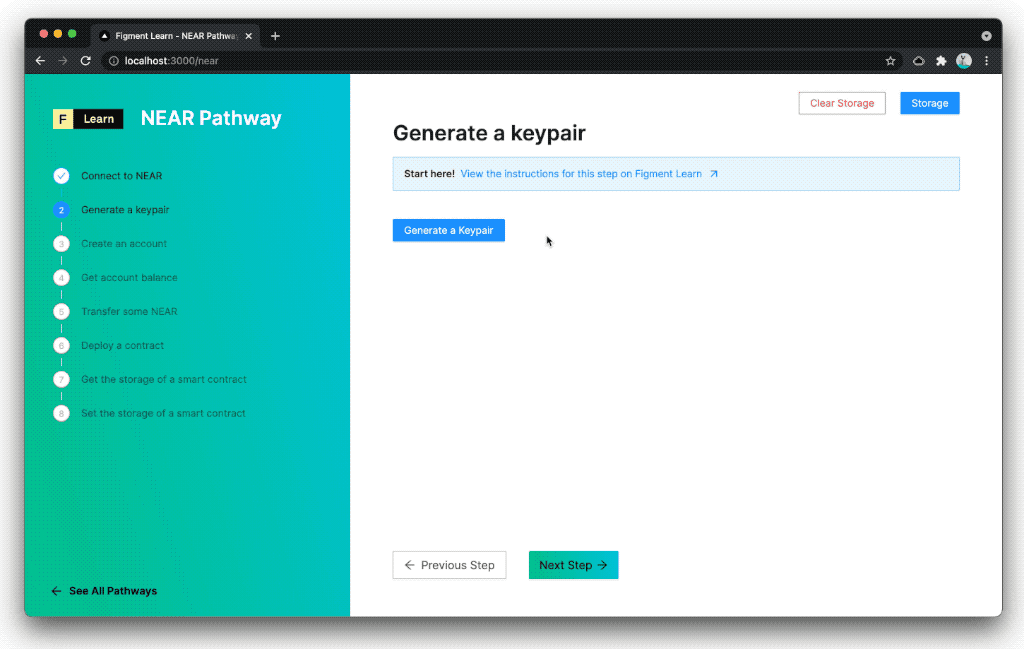 Figment Learn - NEAR Pathwa
localhost:3000/near
F Learn NEAR Pathway
Connect to NEAR
2 Generate a keypair
3 Create an account
4 Get account balance
5 Transfer some NEAR
6 Deploy a contract
7 Get the storage of a smart contract
8 Set the storage of a smart contract
See All Pathways
Clear Storage Storage
Generate a keypair
Start here! View the instructions for this step on Figment Learn
Generate a Keypair
Previous Step Next Step